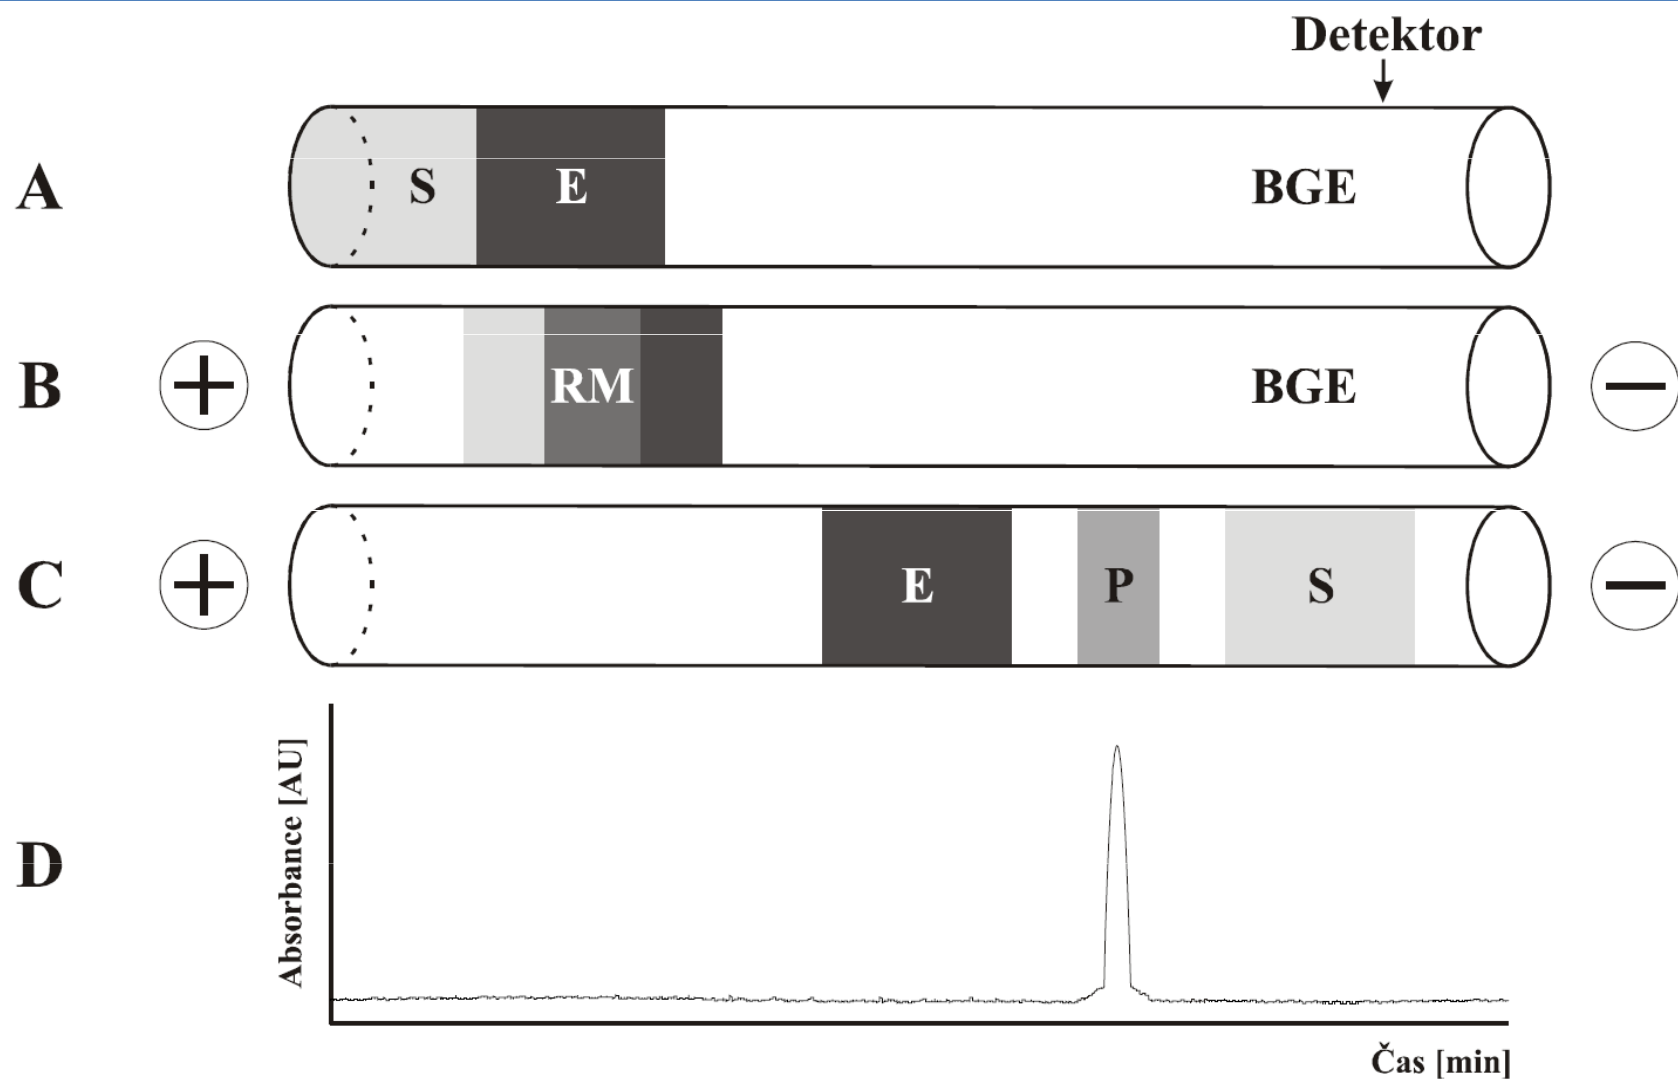 Detektor
A
S
E
BGE
B
+
RM
BGE
−
C
+
E
P
S
−
D
Absorbance [AU]
Čas [min]